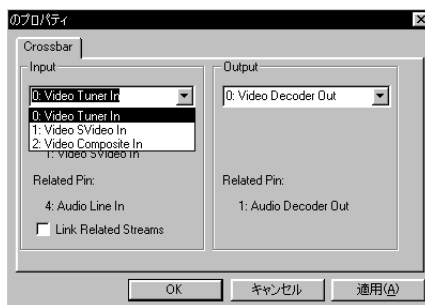 のプロパティ
Crossbar
Input
0: Video Tuner In
0: Video Tuner In
1: Video SVideo In
2: Video Composite In
1: Video SVideo In
Related Pin:
4: Audio Line In
Link Related Streams
Output
0: Video Decoder Out
Related Pin:
1: Audio Decoder Out
OK
キャンセル
適用(A)